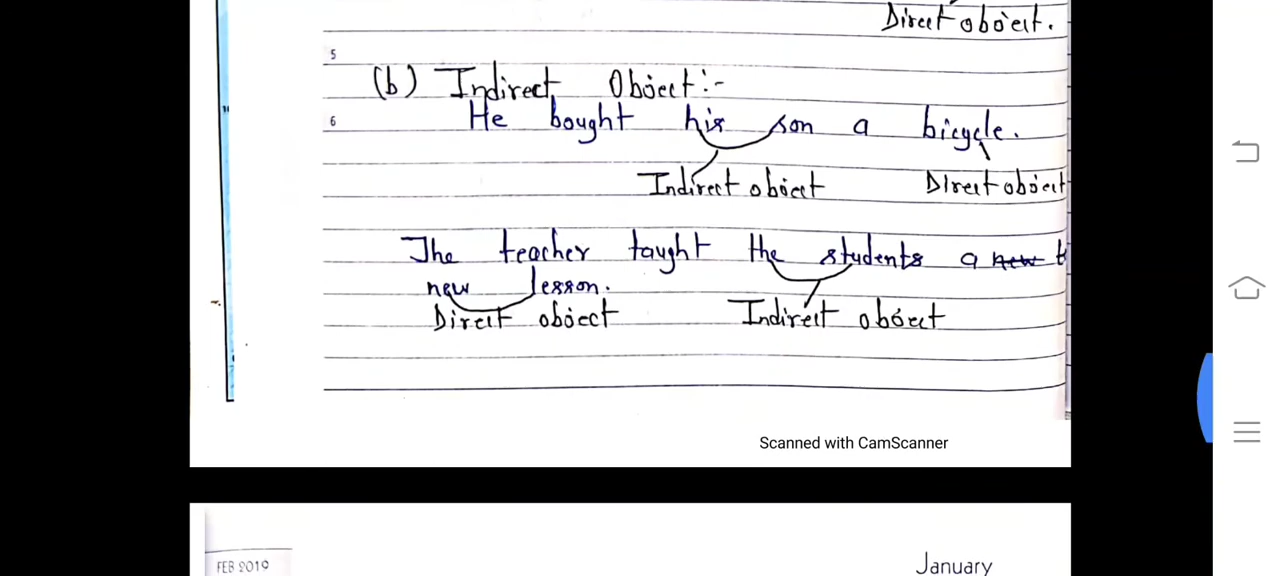 Direct object.
5
(b) Indirect Object:-
6 He bought his son a bicycle.
Indirect object Direct object
The teacher taught the students a new
new lesson.
Direct object Indirect object
Scanned with CamScanner
FEB 2019 January